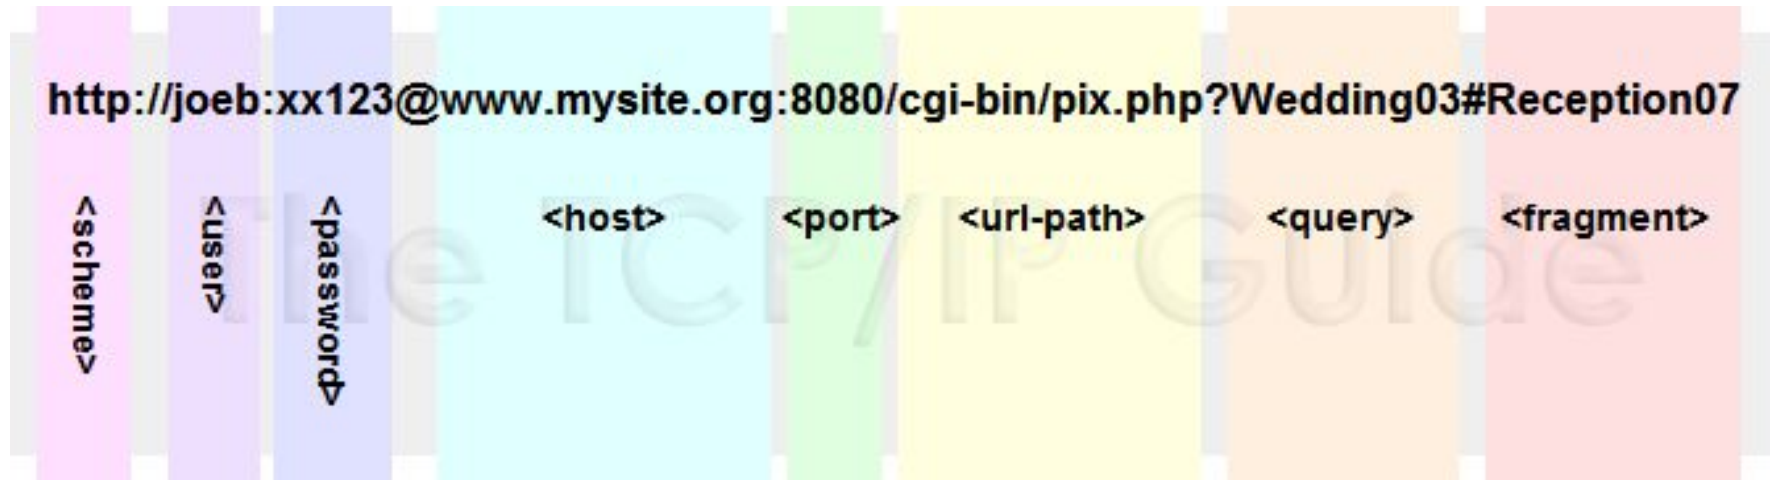 http://joeb:xx123@www.mysite.org:8080/cgi-bin/pix.php?Wedding03#Reception07
<scheme> <user> <password> <host> <port> <url-path> <query> <fragment>
The TCP/IP Guide